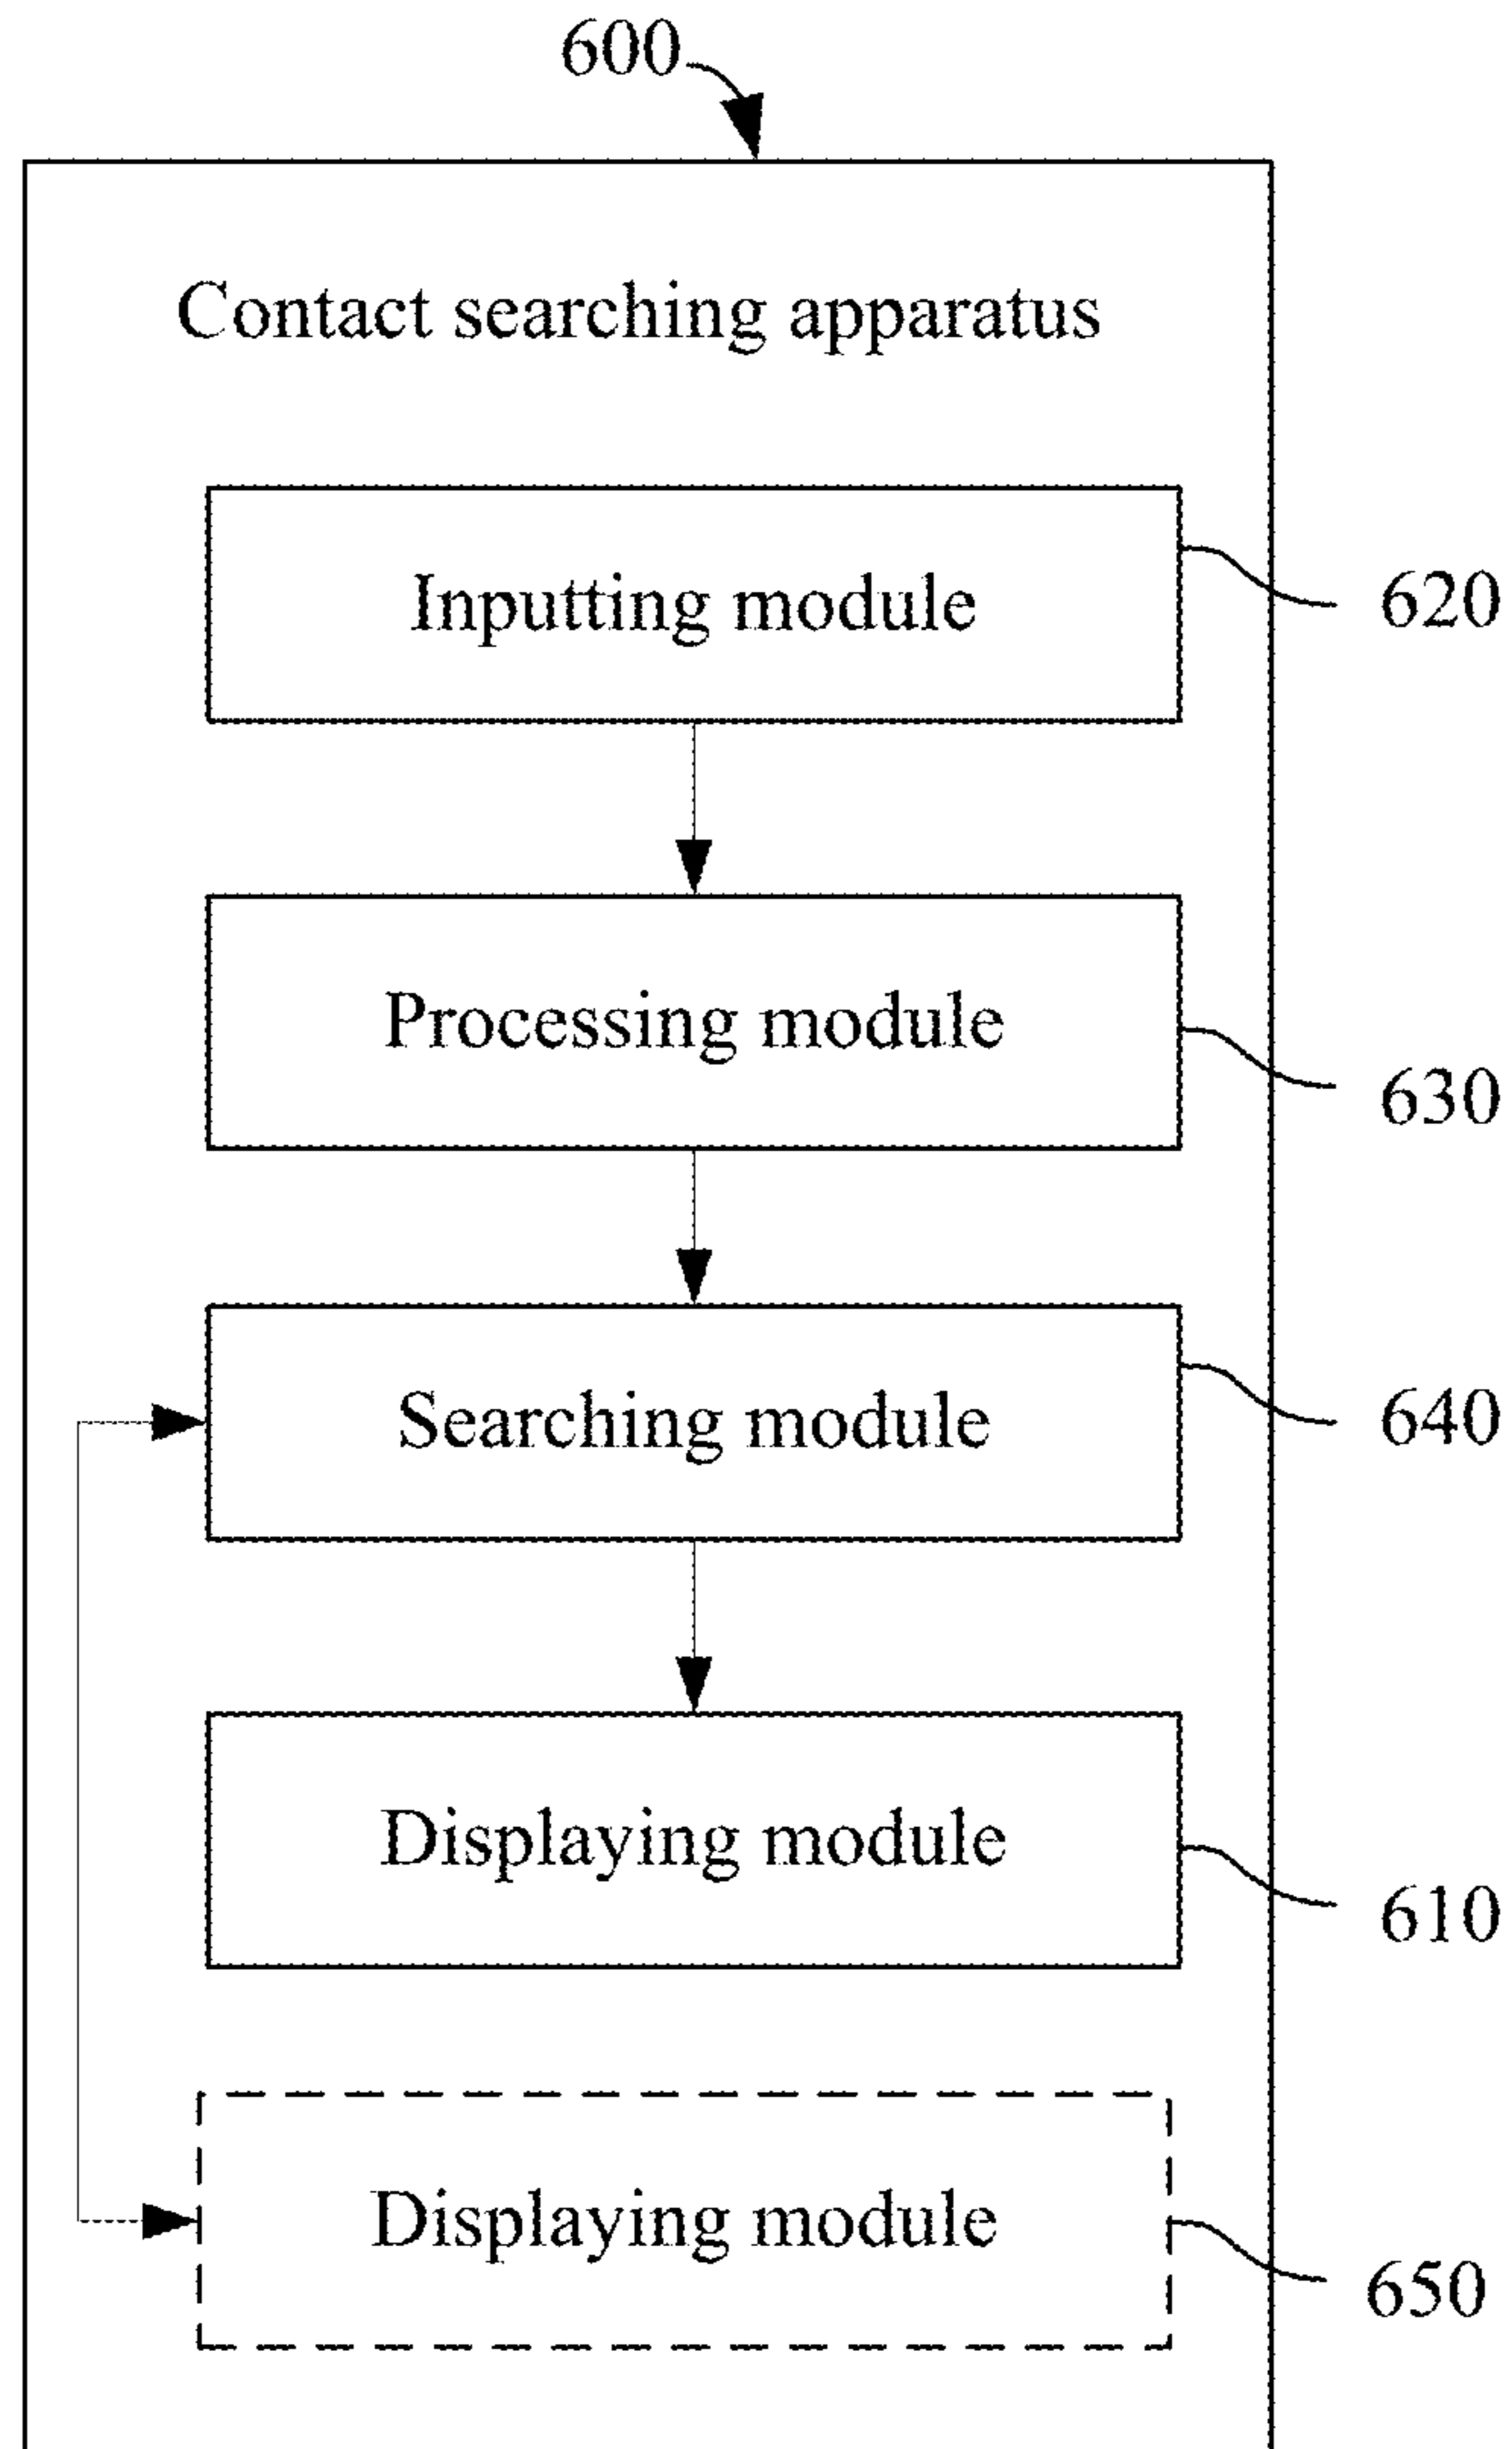 600
Contact searching apparatus
Inputting module
620
Processing module
630
Searching module
640
Displaying module
610
Displaying module
650